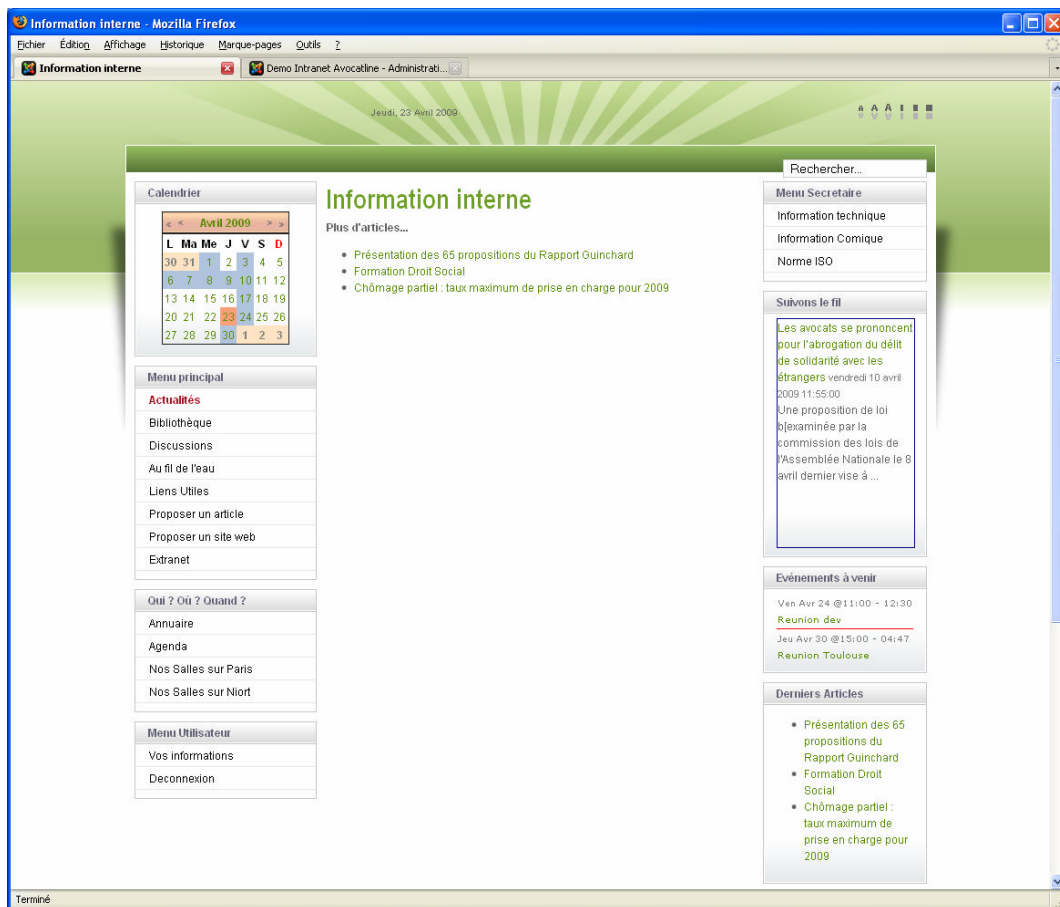 Information interne - Mozilla Firefox
Fichier Édition Affichage Historique Marque-pages Outils ?
Information interne
Demo Intranet Avocatline - Administrati...
Jeudi, 23 Avril 2009
A A A
Rechercher...
Calendrier
« < Avril 2009 > »
L Ma Me J V S D
30 31 1 2 3 4 5
6 7 8 9 10 11 12
13 14 15 16 17 18 19
20 21 22 23 24 25 26
27 28 29 30 1 2 3
Menu principal
Actualités
Bibliothèque
Discussions
Au fil de l'eau
Liens Utiles
Proposer un article
Proposer un site web
Extranet
Qui ? Où ? Quand ?
Annuaire
Agenda
Nos Salles sur Paris
Nos Salles sur Niort
Menu Utilisateur
Vos informations
Deconnexion
Information interne
Plus d'articles...
Présentation des 65 propositions du Rapport Guinchard
Formation Droit Social
Chômage partiel : taux maximum de prise en charge pour 2009
Menu Secretaire
Information technique
Information Comique
Norme ISO
Suivons le fil
Les avocats se prononcent
pour l'abrogation du délit
de solidarité avec les
étrangers vendredi 10 avril
2009 11:55:00
Une proposition de loi
b[examinée par la
commission des lois de
l'Assemblée Nationale le 8
avril dernier vise à ...
Evénements à venir
Ven Avr 24 @11:00 - 12:30
Reunion dev
Jeu Avr 30 @15:00 - 04:47
Reunion Toulouse
Derniers Articles
Présentation des 65
propositions du
Rapport Guinchard
Formation Droit
Social
Chômage partiel :
taux maximum de
prise en charge pour
2009
Terminé